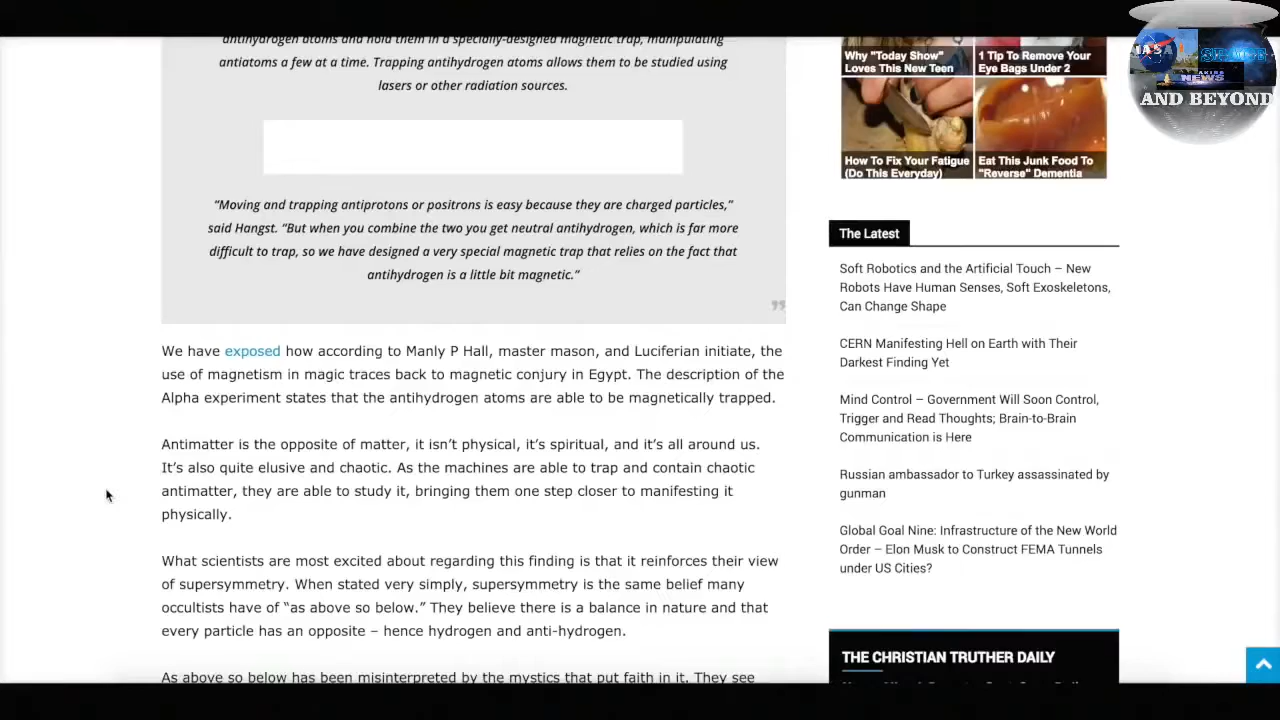 antihydrogen atoms and hold them in a specially-designed magnetic trap, manipulating
antiatoms a few at a time. Trapping antihydrogen atoms allows them to be studied using
lasers or other radiation sources.
“Moving and trapping antiprotons or positrons is easy because they are charged particles,”
said Hangst. “But when you combine the two you get neutral antihydrogen, which is far more
difficult to trap, so we have designed a very special magnetic trap that relies on the fact that
antihydrogen is a little bit magnetic.”
We have exposed how according to Manly P Hall, master mason, and Luciferian initiate, the
use of magnetism in magic traces back to magnetic conjury in Egypt. The description of the
Alpha experiment states that the antihydrogen atoms are able to be magnetically trapped.
Antimatter is the opposite of matter, it isn’t physical, it’s spiritual, and it’s all around us.
It’s also quite elusive and chaotic. As the machines are able to trap and contain chaotic
antimatter, they are able to study it, bringing them one step closer to manifesting it
physically.
What scientists are most excited about regarding this finding is that it reinforces their view
of supersymmetry. When stated very simply, supersymmetry is the same belief many
occultists have of “as above so below.” They believe there is a balance in nature and that
every particle has an opposite – hence hydrogen and anti-hydrogen.
As above so below has been misinterpreted by the mystics that put faith in it. They see
Why "Today Show"
Loves This New Teen
1 Tip To Remove Your
Eye Bags Under 2
How To Fix Your Fatigue
(Do This Everyday)
Eat This Junk Food To
"Reverse" Dementia
The Latest
Soft Robotics and the Artificial Touch – New
Robots Have Human Senses, Soft Exoskeletons,
Can Change Shape
CERN Manifesting Hell on Earth with Their
Darkest Finding Yet
Mind Control – Government Will Soon Control,
Trigger and Read Thoughts; Brain-to-Brain
Communication is Here
Russian ambassador to Turkey assassinated by
gunman
Global Goal Nine: Infrastructure of the New World
Order – Elon Musk to Construct FEMA Tunnels
under US Cities?
THE CHRISTIAN TRUTHER DAILY
NASA
SPACE
NEWS
AND BEYOND